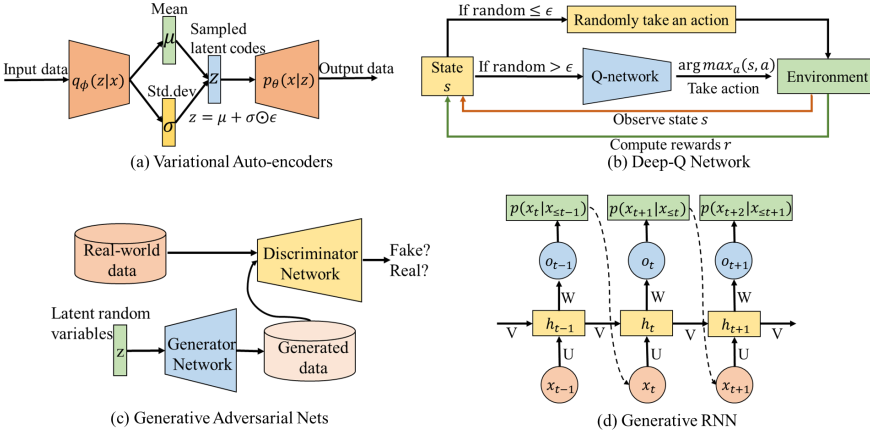 Input data
q_ϕ(z|x)
Mean
μ
Std.dev
σ
Sampled
latent codes
z
z = μ + σ⊙ϵ
p_θ(x|z)
Output data
(a) Variational Auto-encoders
If random ≤ ϵ
Randomly take an action
State
s
If random > ϵ
Q-network
arg max_a(s, a)
Take action
Environment
Observe state s
Compute rewards r
(b) Deep-Q Network
Real-world
data
Discriminator
Network
Fake?
Real?
Latent random
variables
z
Generator
Network
Generated
data
(c) Generative Adversarial Nets
p(x_t|x_≤t−1)
p(x_t+1|x_≤t)
p(x_t+2|x_≤t+1)
o_t−1
o_t
o_t+1
W
W
W
V
h_t−1
V
h_t
V
h_t+1
V
U
U
U
x_t−1
x_t
x_t+1
(d) Generative RNN